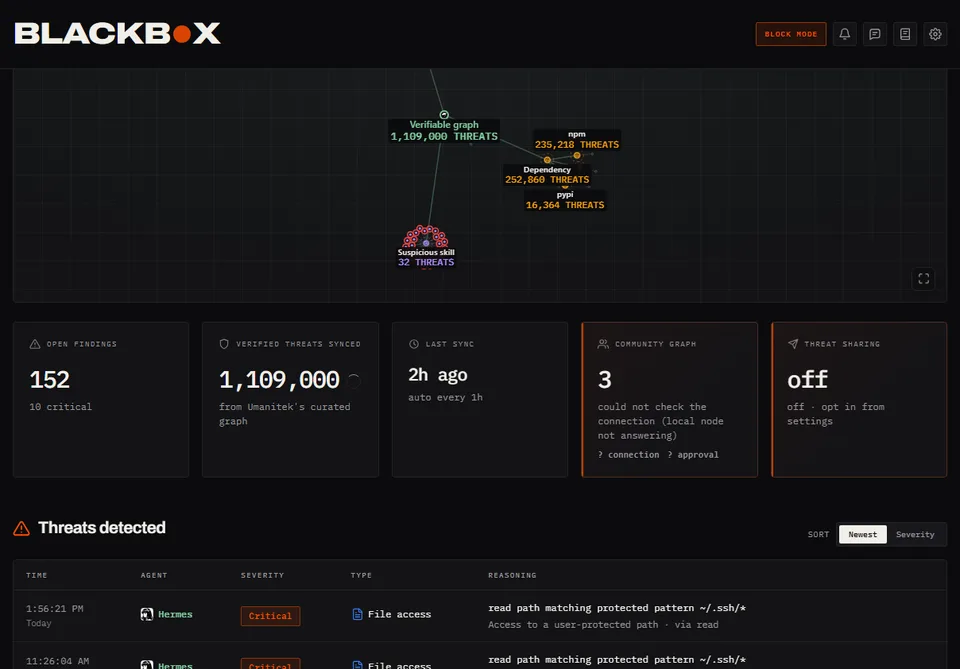 BLACKBOX
BLOCK MODE
Verifiable graph
1,109,000 THREATS
npm
235,218 THREATS
Dependency
252,860 THREATS
pypi
16,364 THREATS
Suspicious skill
32 THREATS
OPEN FINDINGS
152
10 critical
VERIFIED THREATS SYNCED
1,109,000
from Umanitek's curated
graph
LAST SYNC
2h ago
auto every 1h
COMMUNITY GRAPH
3
could not check the
connection (local node
not answering)
? connection ? approval
THREAT SHARING
off
off · opt in from
settings
Threats detected
SORT Newest Severity
TIME AGENT SEVERITY TYPE REASONING
1:56:21 PM Hermes Critical File access read path matching protected pattern ~/.ssh/*
Today Access to a user-protected path · via read
11:26:04 AM Hermes Critical File access read path matching protected pattern ~/.ssh/*